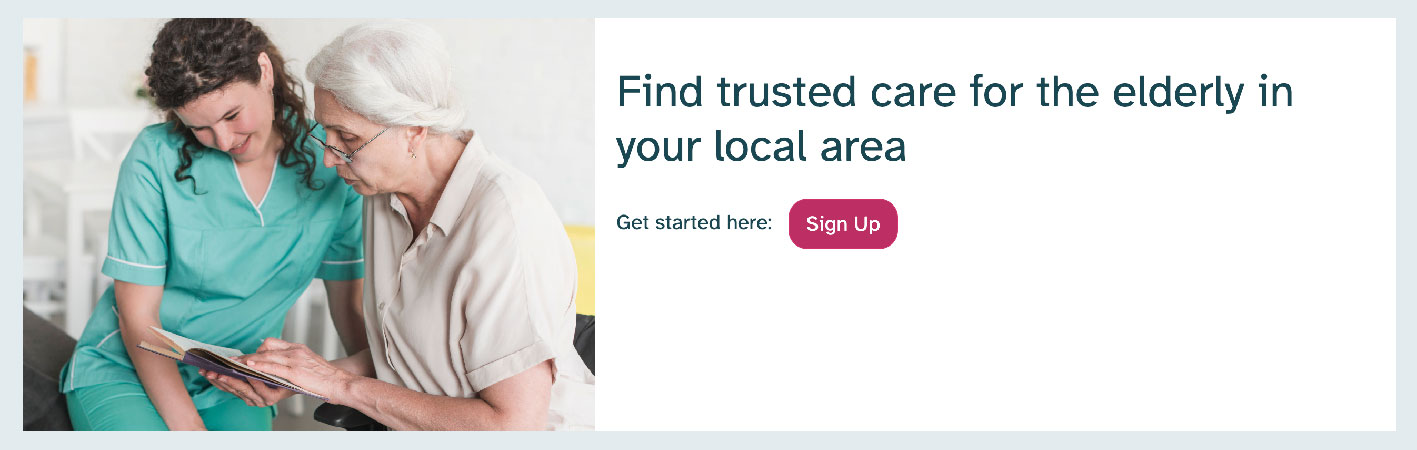 Find trusted care for the elderly in
your local area
Get started here: Sign Up